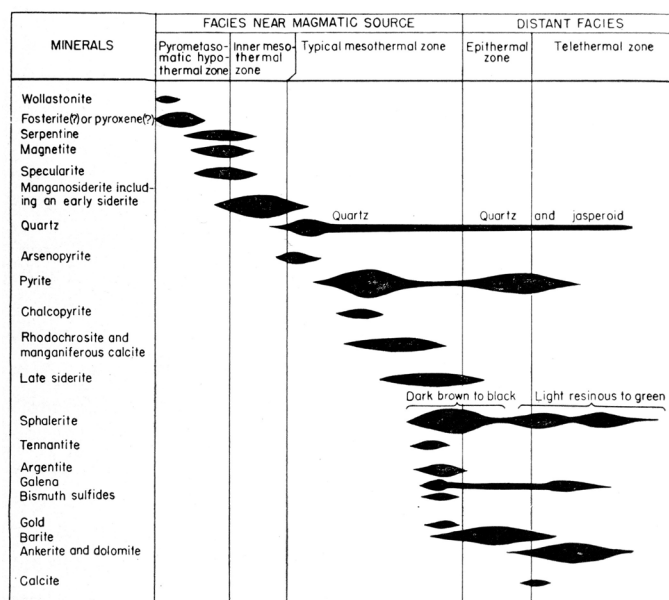 FACIES NEAR MAGMATIC SOURCE
DISTANT FACIES
MINERALS
Pyrometaso-
matic hypo-
thermal zone
Inner meso-
thermal
zone
Typical mesothermal zone
Epithermal
zone
Telethermal zone
Wollastonite
Fosterite(?) or pyroxene(?)
Serpentine
Magnetite
Specularite
Manganosiderite includ-
ing an early siderite
Quartz
Quartz and jasperoid
Quartz
Arsenopyrite
Pyrite
Chalcopyrite
Rhodochrosite and
manganiferous calcite
Late siderite
Dark brown to black
Light resinous to green
Sphalerite
Tennantite
Argentite
Galena
Bismuth sulfides
Gold
Barite
Ankerite and dolomite
Calcite